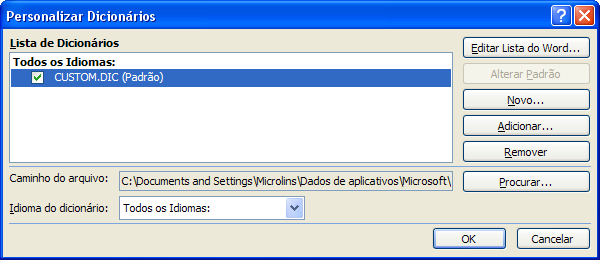 Personalizar Dicionários
Lista de Dicionários
Todos os Idiomas:
CUSTOM.DIC (Padrão)
Editar Lista do Word...
Alterar Padrão
Novo...
Adicionar...
Remover
Caminho do arquivo:
C:\Documents and Settings\Microlins\Dados de aplicativos\Microsoft\
Procurar...
Idioma do dicionário:
Todos os Idiomas:
OK
Cancelar